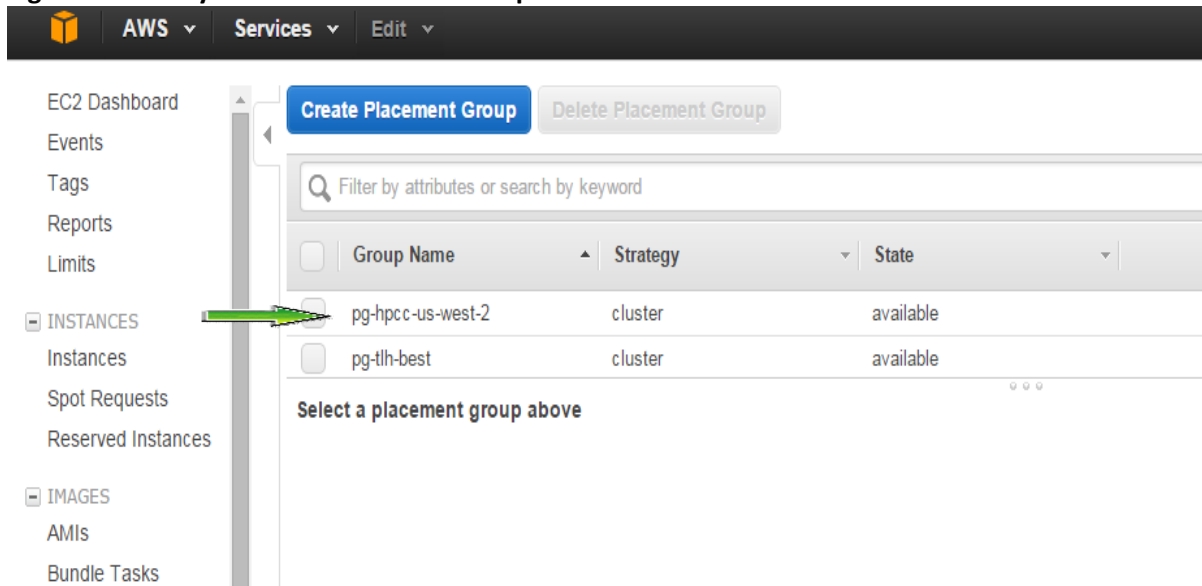 AWS Services Edit
EC2 Dashboard
Events
Tags
Reports
Limits
INSTANCES
Instances
Spot Requests
Reserved Instances
IMAGES
AMIs
Bundle Tasks
Create Placement Group Delete Placement Group
Filter by attributes or search by keyword
Group Name Strategy State
pg-hpcc-us-west-2 cluster available
pg-tlh-best cluster available
Select a placement group above